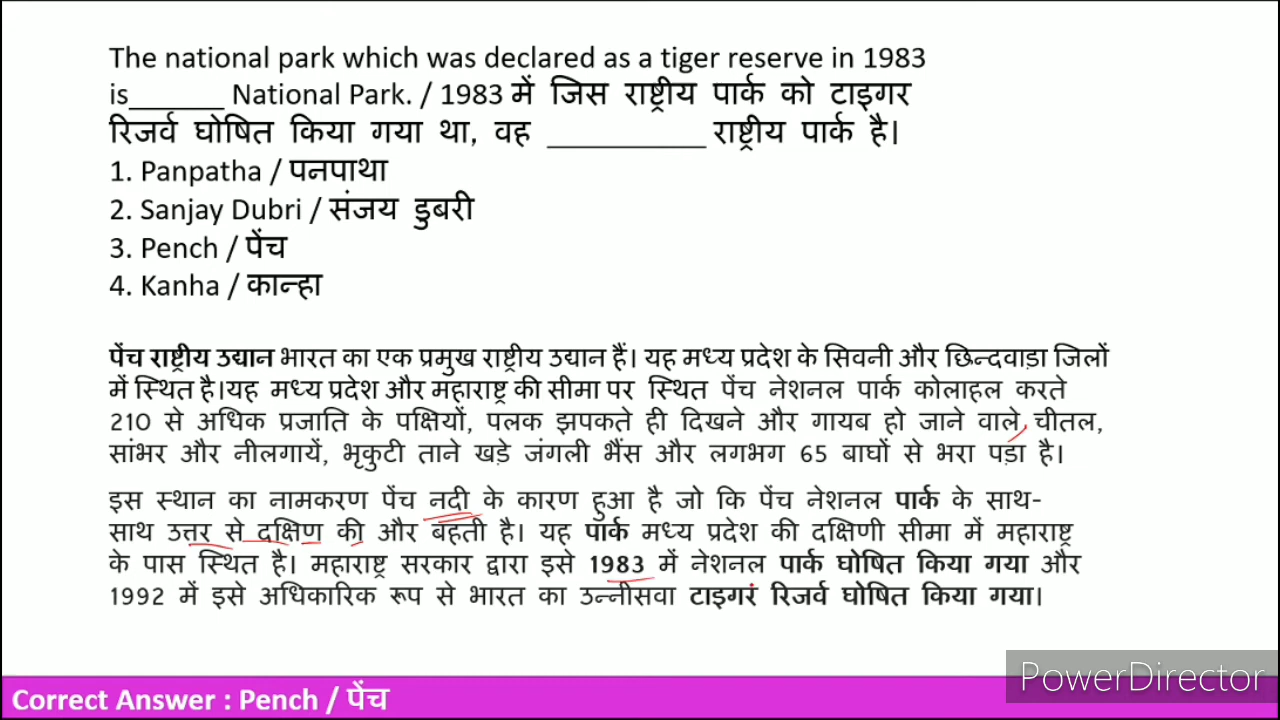 The national park which was declared as a tiger reserve in 1983
is______ National Park. / 1983 में जिस राष्ट्रीय पार्क को टाइगर
रिजर्व घोषित किया गया था, वह __________ राष्ट्रीय पार्क है।
1. Panpatha / पनपाथा
2. Sanjay Dubri / संजय डुबरी
3. Pench / पेंच
4. Kanha / कान्हा
पेंच राष्ट्रीय उद्यान भारत का एक प्रमुख राष्ट्रीय उद्यान हैं। यह मध्य प्रदेश के सिवनी और छिन्दवाड़ा जिलों
में स्थित है।यह मध्य प्रदेश और महाराष्ट्र की सीमा पर स्थित पेंच नेशनल पार्क कोलाहल करते
210 से अधिक प्रजाति के पक्षियों, पलक झपकते ही दिखने और गायब हो जाने वाले चीतल,
सांभर और नीलगायें, भृकुटी ताने खड़े जंगली भैंस और लगभग 65 बाघों से भरा पड़ा है।
इस स्थान का नामकरण पेंच नदी के कारण हुआ है जो कि पेंच नेशनल पार्क के साथ-
साथ उत्तर से दक्षिण की और बहती है। यह पार्क मध्य प्रदेश की दक्षिणी सीमा में महाराष्ट्र
के पास स्थित है। महाराष्ट्र सरकार द्वारा इसे 1983 में नेशनल पार्क घोषित किया गया और
1992 में इसे अधिकारिक रूप से भारत का उन्नीसवा टाइगर रिजर्व घोषित किया गया।
PowerDirector
Correct Answer : Pench / पेंच